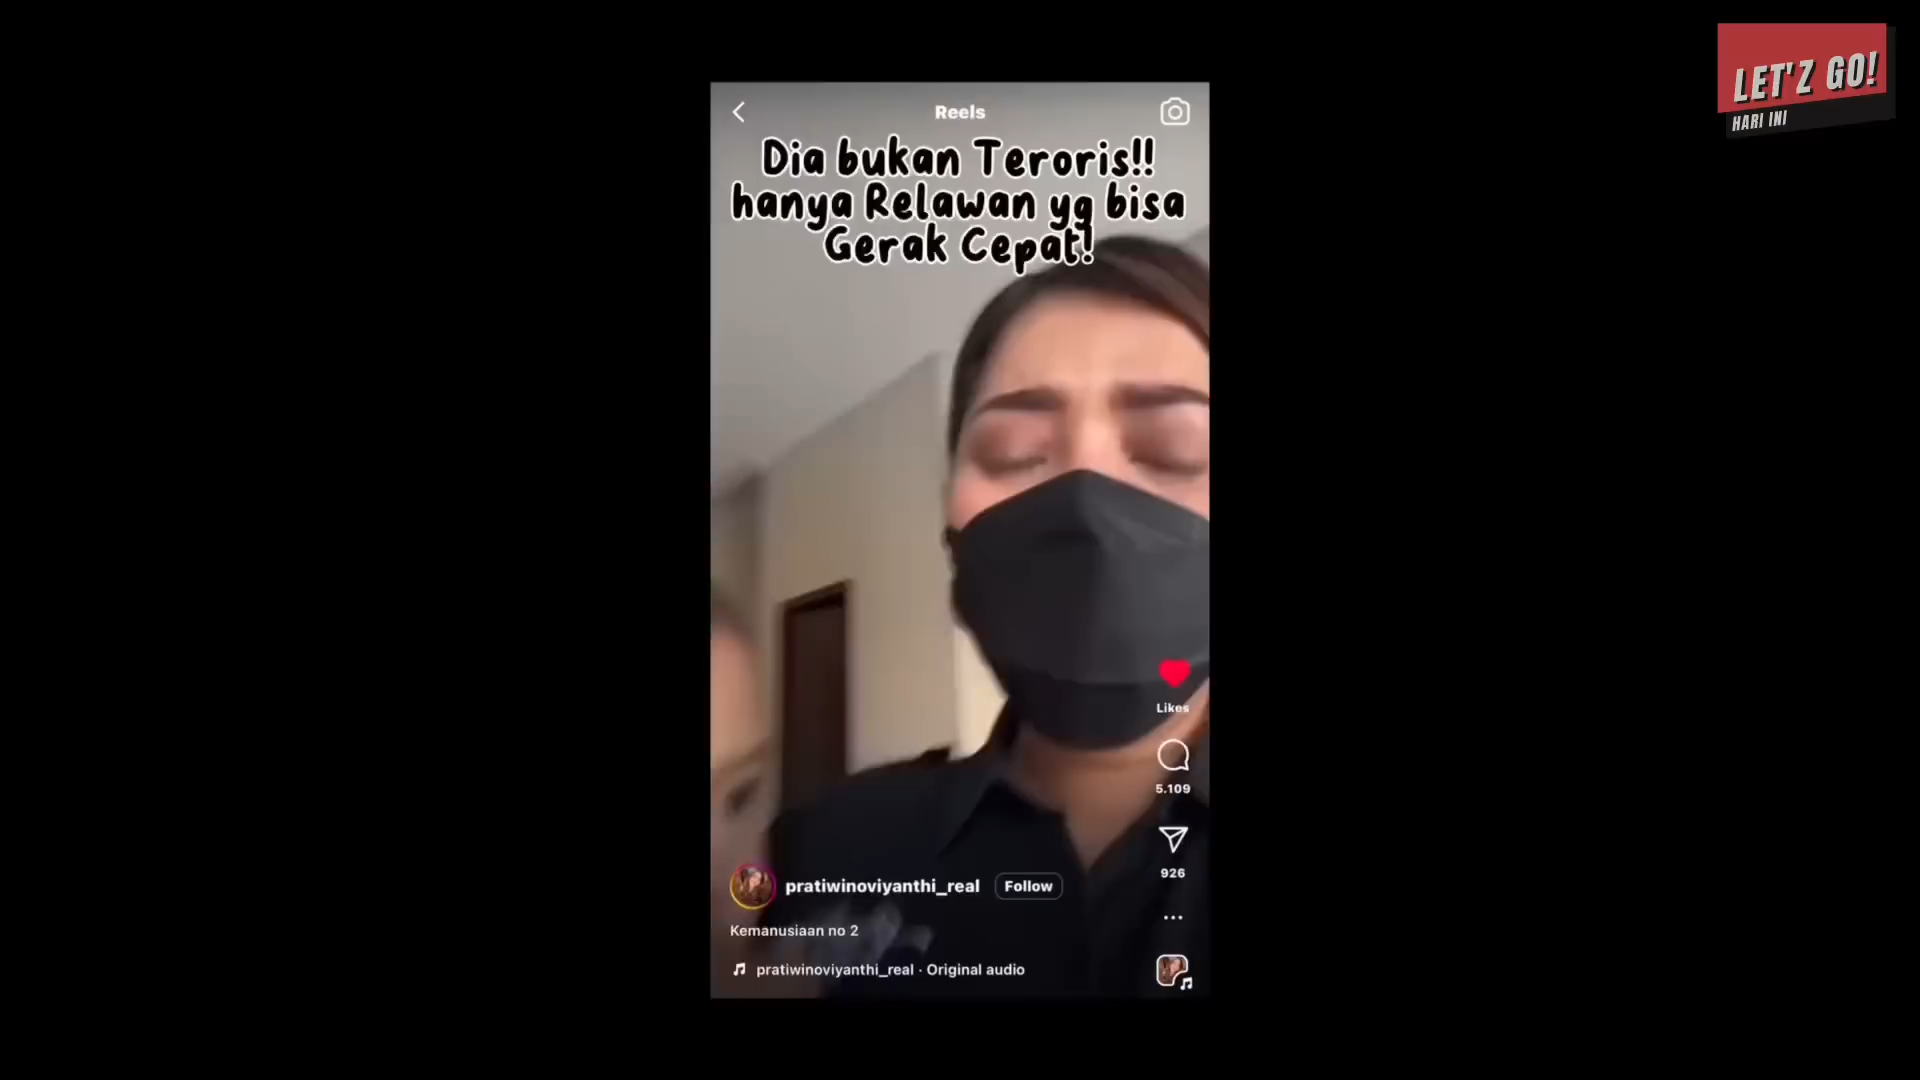 LET'Z GO!
HARI INI
Reels
Dia bukan Teroris!!
hanya Relawan yg bisa
Gerak Cepat!
Likes
5.109
926
pratiwinoviyanthi_real
Follow
Kemanusiaan no 2
pratiwinoviyanthi_real · Original audio